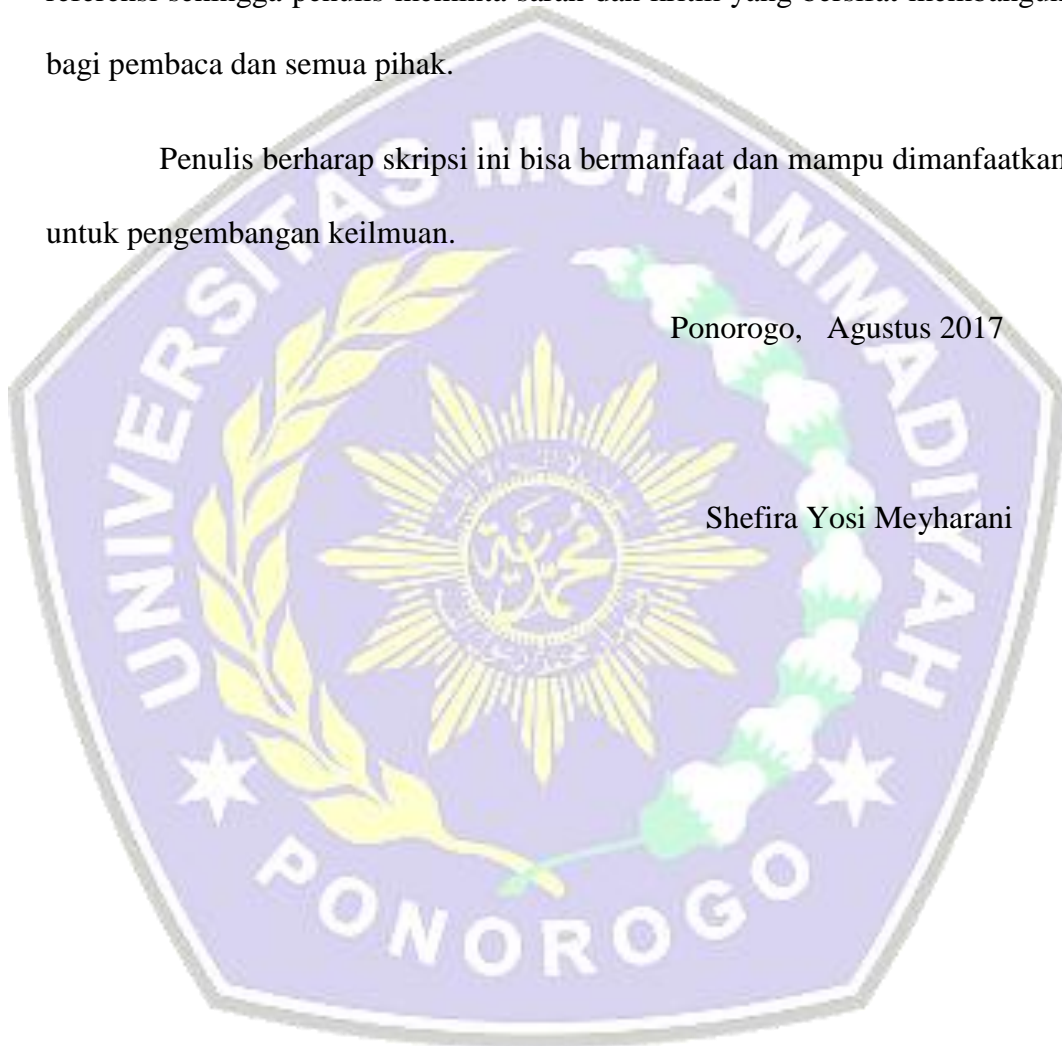 bagi pembaca dan semua pihak.
Penulis berharap skripsi ini bisa bermanfaat dan mampu dimanfaatkan
untuk pengembangan keilmuan.
Ponorogo, Agustus 2017
Shefira Yosi Meyharani
UNIVERSITAS MUHAMMADIYAH
PONOROGO